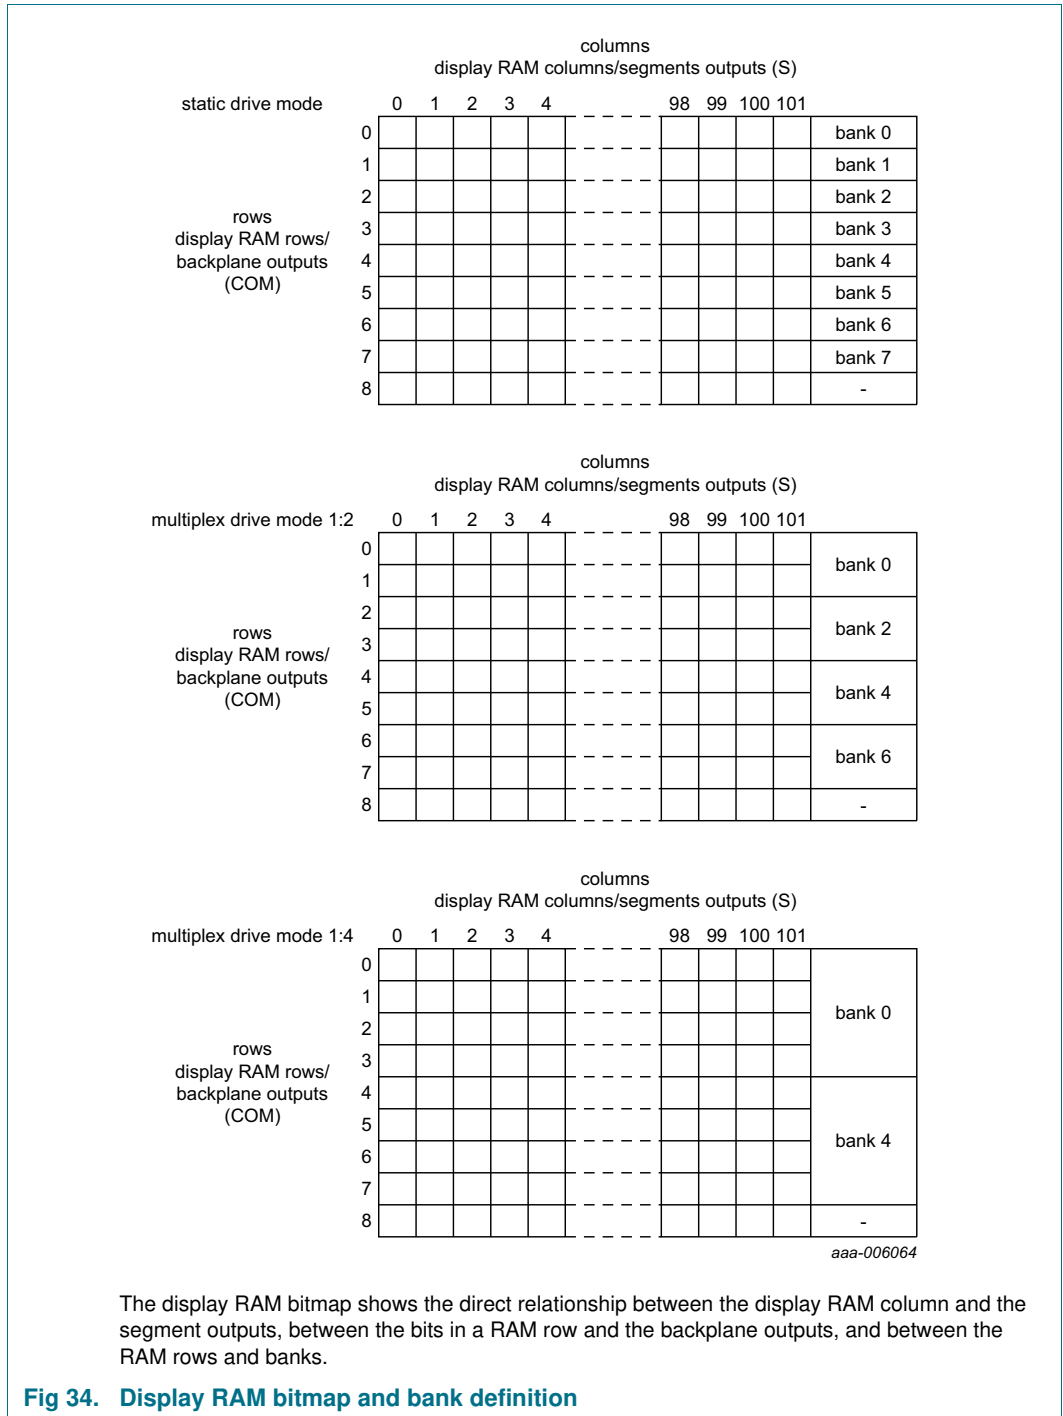 columns
display RAM columns/segments outputs (S)
static drive mode 0 1 2 3 4 98 99 100 101
0 bank 0
1 bank 1
2 bank 2
rows
display RAM rows/
backplane outputs
(COM)
3 bank 3
4 bank 4
5 bank 5
6 bank 6
7 bank 7
8 -
columns
display RAM columns/segments outputs (S)
multiplex drive mode 1:2 0 1 2 3 4 98 99 100 101
0
bank 0
1
2
bank 2
3
rows
display RAM rows/
backplane outputs
(COM)
4
bank 4
5
6
bank 6
7
8 -
columns
display RAM columns/segments outputs (S)
multiplex drive mode 1:4 0 1 2 3 4 98 99 100 101
0
1
bank 0
2
3
rows
display RAM rows/
backplane outputs
(COM)
4
5
bank 4
6
7
8 -
aaa-006064
The display RAM bitmap shows the direct relationship between the display RAM column and the
segment outputs, between the bits in a RAM row and the backplane outputs, and between the
RAM rows and banks.
Fig 34. Display RAM bitmap and bank definition